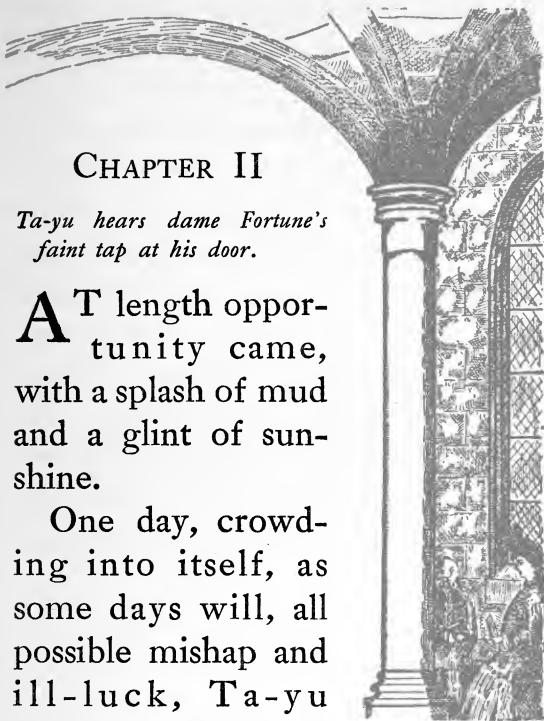 CHAPTER II
Ta-yu hears dame Fortune's
faint tap at his door.
AT length oppor-
tunity came,
with a splash of mud
and a glint of sun-
shine.
One day, crowd-
ing into itself, as
some days will, all
possible mishap and
ill-luck, Ta-yu